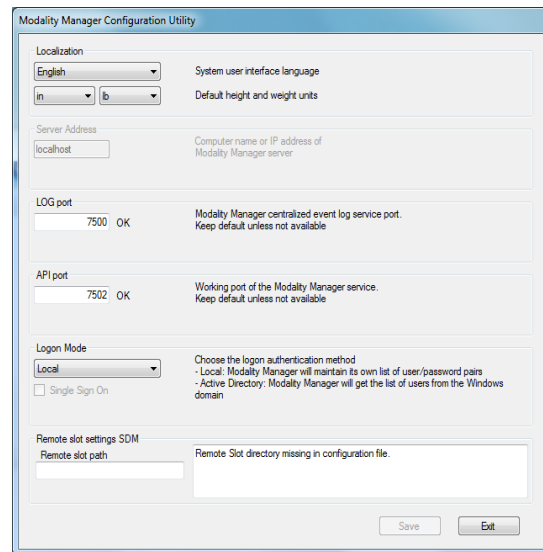 Modality Manager Configuration Utility
Localization
English
System user interface language
in lb
Default height and weight units
Server Address
localhost
Computer name or IP address of
Modality Manager server
LOG port
7500 OK
Modality Manager centralized event log service port.
Keep default unless not available
API port
7502 OK
Working port of the Modality Manager service.
Keep default unless not available
Logon Mode
Local
Single Sign On
Choose the logon authentication method
- Local: Modality Manager will maintain its own list of user/password pairs
- Active Directory: Modality Manager will get the list of users from the Windows
domain
Remote slot settings SDM
Remote slot path
Remote Slot directory missing in configuration file.
Save Exit